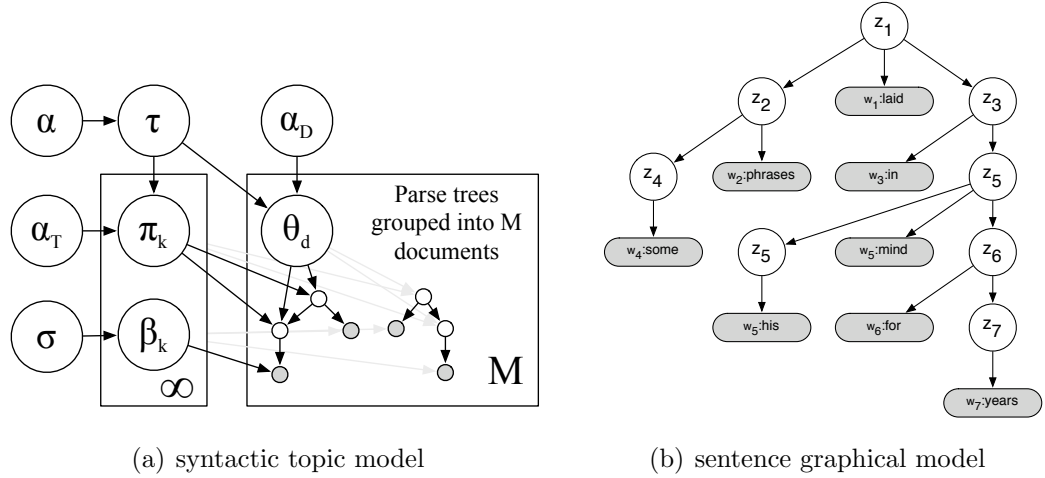 α
τ
α_D
Parse trees
grouped into M
documents
α_T
π_k
θ_d
σ
β_k
∞
M
(a) syntactic topic model
z_1
z_2
w_1:laid
z_3
z_4
w_2:phrases
w_3:in
z_5
w_4:some
z_5
w_5:mind
z_6
w_5:his
w_6:for
z_7
w_7:years
(b) sentence graphical model